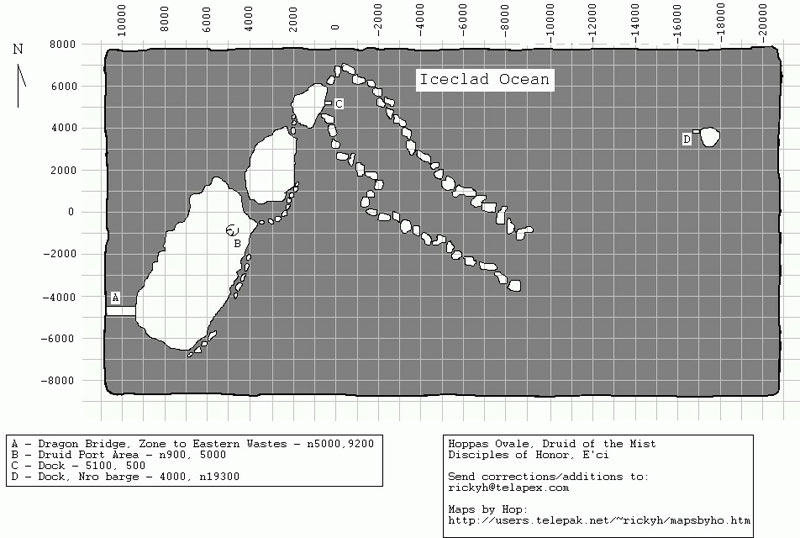 10000 8000 6000 4000 20000 0 -2000 -4000 -6000 -8000 -10000 -12000 -14000 -16000 -18000 -20000
N
8000
6000
4000
2000
0
-2000
-4000
-6000
-8000
Iceclad Ocean
C
D
B
A
A - Dragon Bridge, Zone to Eastern Wastes - n5000,9200
B - Druid Port Area - n900, 5000
C - Dock - 5100, 500
D - Dock, Nro barge - 4000, n19300
Hoppas Ovale, Druid of the Mist
Disciples of Honor, E'ci
Send corrections/additions to:
rickyh@telapex.com
Maps by Hop:
http://users.telepak.net/~rickyh/mapsbyho.htm